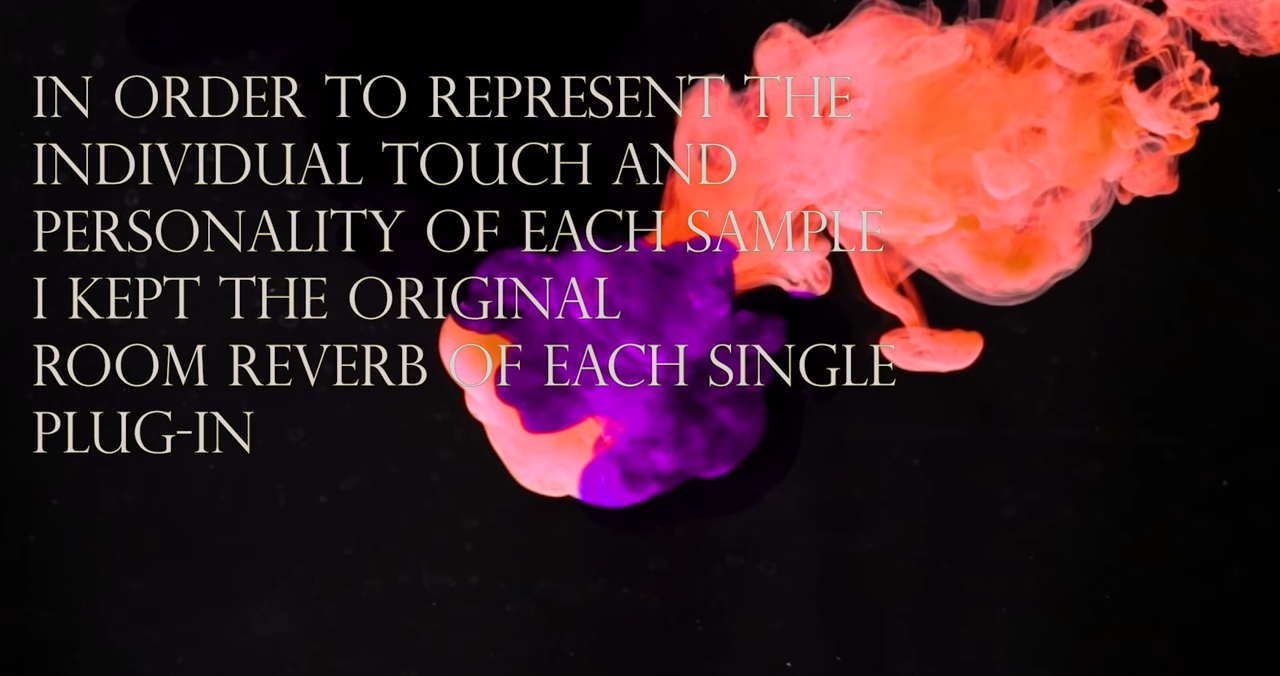 IN ORDER TO REPRESENT THE
INDIVIDUAL TOUCH AND
PERSONALITY OF EACH SAMPLE
I KEPT THE ORIGINAL
ROOM REVERB OF EACH SINGLE
PLUG-IN